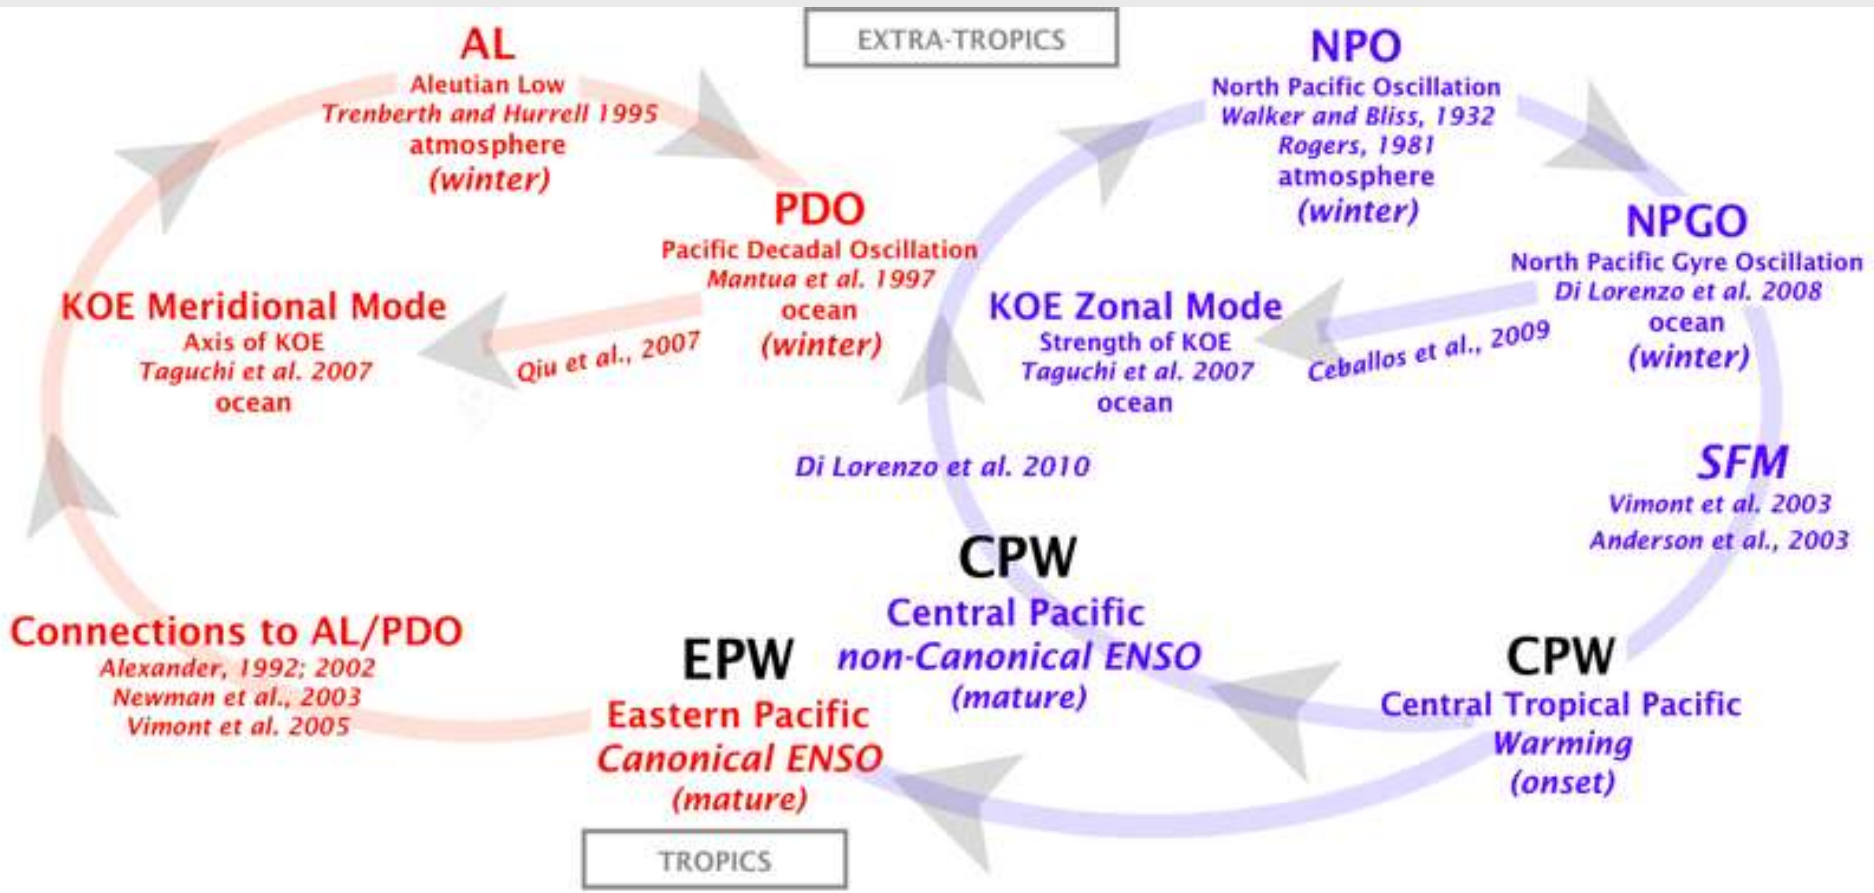 EXTRA-TROPICS
AL
Aleutian Low
Trenberth and Hurrell 1995
atmosphere
(winter)
PDO
Pacific Decadal Oscillation
Mantua et al. 1997
ocean
(winter)
KOE Meridional Mode
Axis of KOE
Taguchi et al. 2007
ocean
Qiu et al., 2007
NPO
North Pacific Oscillation
Walker and Bliss, 1932
Rogers, 1981
atmosphere
(winter)
NPGO
North Pacific Gyre Oscillation
Di Lorenzo et al. 2008
ocean
(winter)
KOE Zonal Mode
Strength of KOE
Taguchi et al. 2007
ocean
Ceballos et al., 2009
Di Lorenzo et al. 2010
SFM
Vimont et al. 2003
Anderson et al., 2003
CPW
Central Pacific
non-Canonical ENSO
(mature)
CPW
Central Tropical Pacific
Warming
(onset)
EPW
Eastern Pacific
Canonical ENSO
(mature)
Connections to AL/PDO
Alexander, 1992; 2002
Newman et al., 2003
Vimont et al. 2005
TROPICS